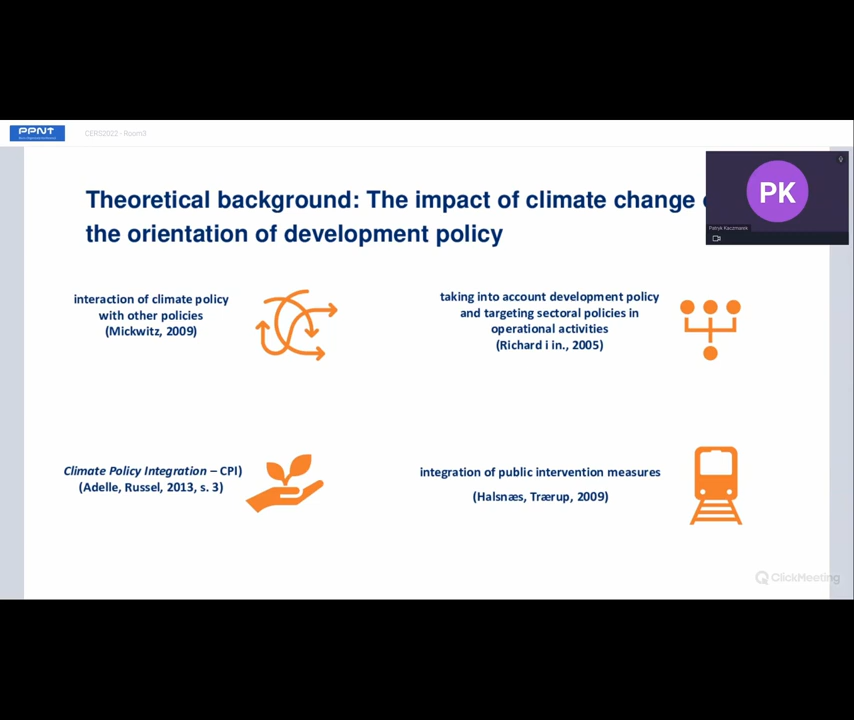 PPNT
CERS2022 - Room3
Theoretical background: The impact of climate change
the orientation of development policy
PK
Patryk Kaczmarek
interaction of climate policy
with other policies
(Mickwitz, 2009)
taking into account development policy
and targeting sectoral policies in
operational activities
(Richard i in., 2005)
Climate Policy Integration – CPI)
(Adelle, Russel, 2013, s. 3)
integration of public intervention measures
(Halsnæs, Trærup, 2009)
ClickMeeting